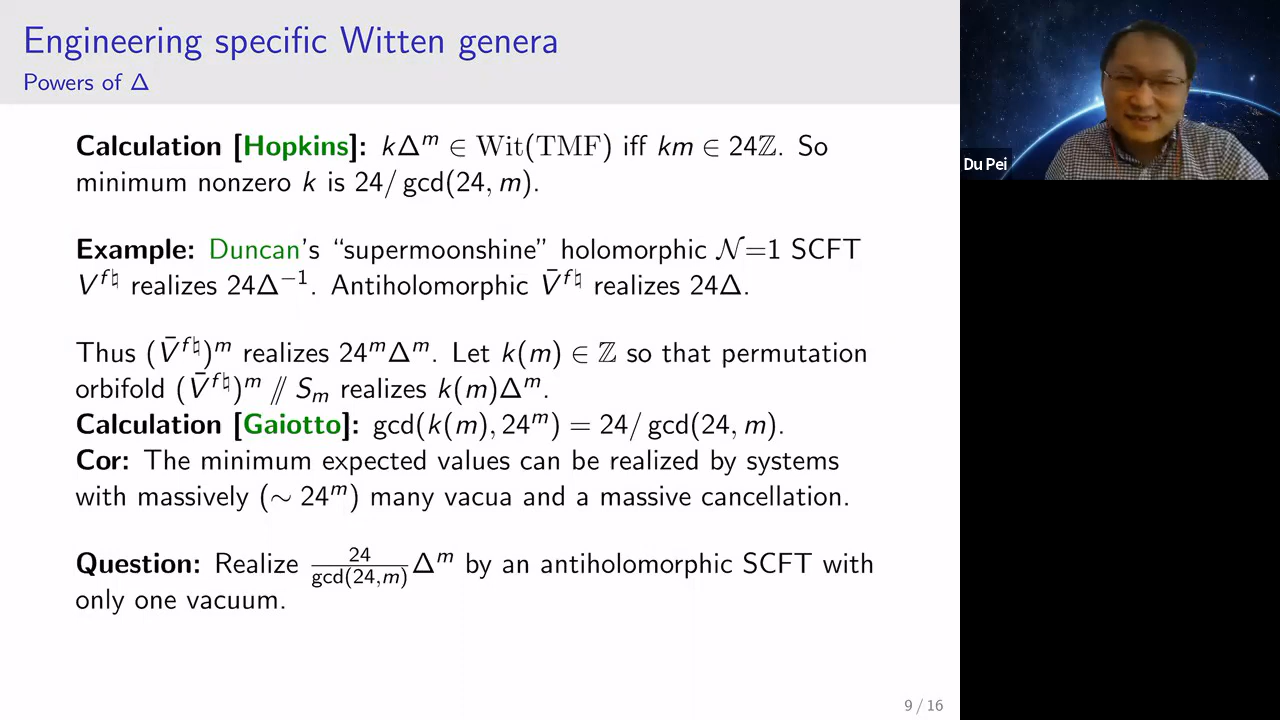 Engineering specific Witten genera
Powers of Δ
Calculation [Hopkins]: kΔ^m ∈ Wit(TMF) iff km ∈ 24ℤ. So
minimum nonzero k is 24/ gcd(24, m).
Example: Duncan's “supermoonshine” holomorphic 𝒩=1 SCFT
V^{f♮} realizes 24Δ^{−1}. Antiholomorphic V̄^{f♮} realizes 24Δ.
Thus (V̄^{f♮})^m realizes 24^mΔ^m. Let k(m) ∈ ℤ so that permutation
orbifold (V̄^{f♮})^m // S_m realizes k(m)Δ^m.
Calculation [Gaiotto]: gcd(k(m), 24^m) = 24/ gcd(24, m).
Cor: The minimum expected values can be realized by systems
with massively (∼ 24^m) many vacua and a massive cancellation.
Question: Realize \frac{24}{gcd(24,m)}Δ^m by an antiholomorphic SCFT with
only one vacuum.
9 / 16
Du Pei